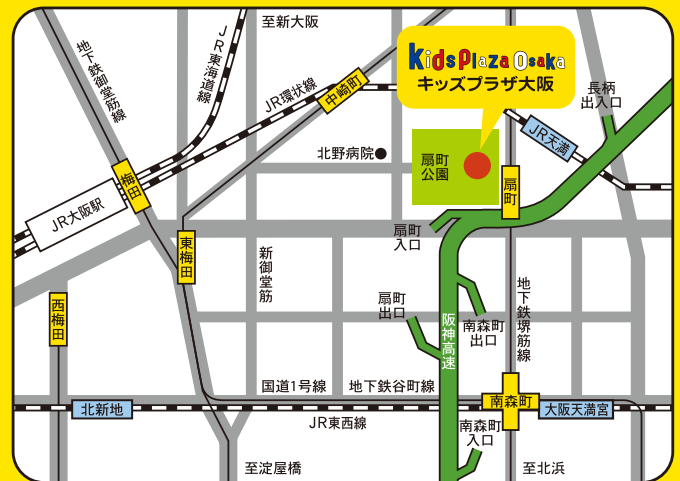 至新大阪
地下鉄御堂筋線
JR東海道線
JR環状線
中崎町
Kids Plaza Osaka
キッズプラザ大阪
長柄
出入口
JR天満
北野病院
扇町
公園
扇町
梅田
JR大阪駅
扇町
入口
東梅田
新御堂筋
西梅田
扇町
出口
南森町
出口
地下鉄堺筋線
阪神高速
国道1号線
地下鉄谷町線
北新地
南森町
大阪天満宮
JR東西線
南森町
入口
至淀屋橋
至北浜